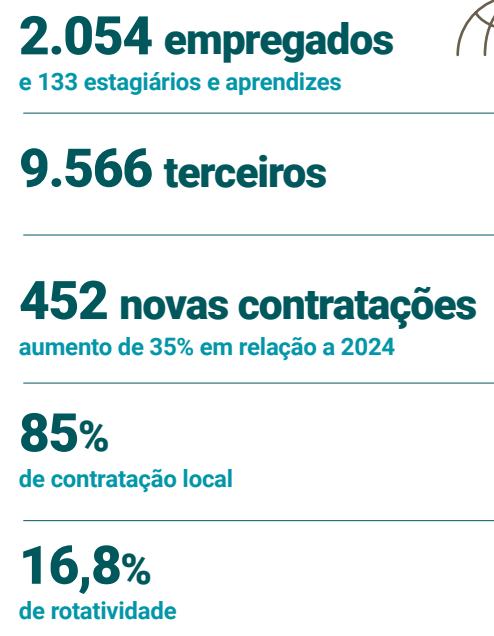 2.054 empregados
e 133 estagiários e aprendizes
9.566 terceiros
452 novas contratações
aumento de 35% em relação a 2024
85%
de contratação local
16,8%
de rotatividade